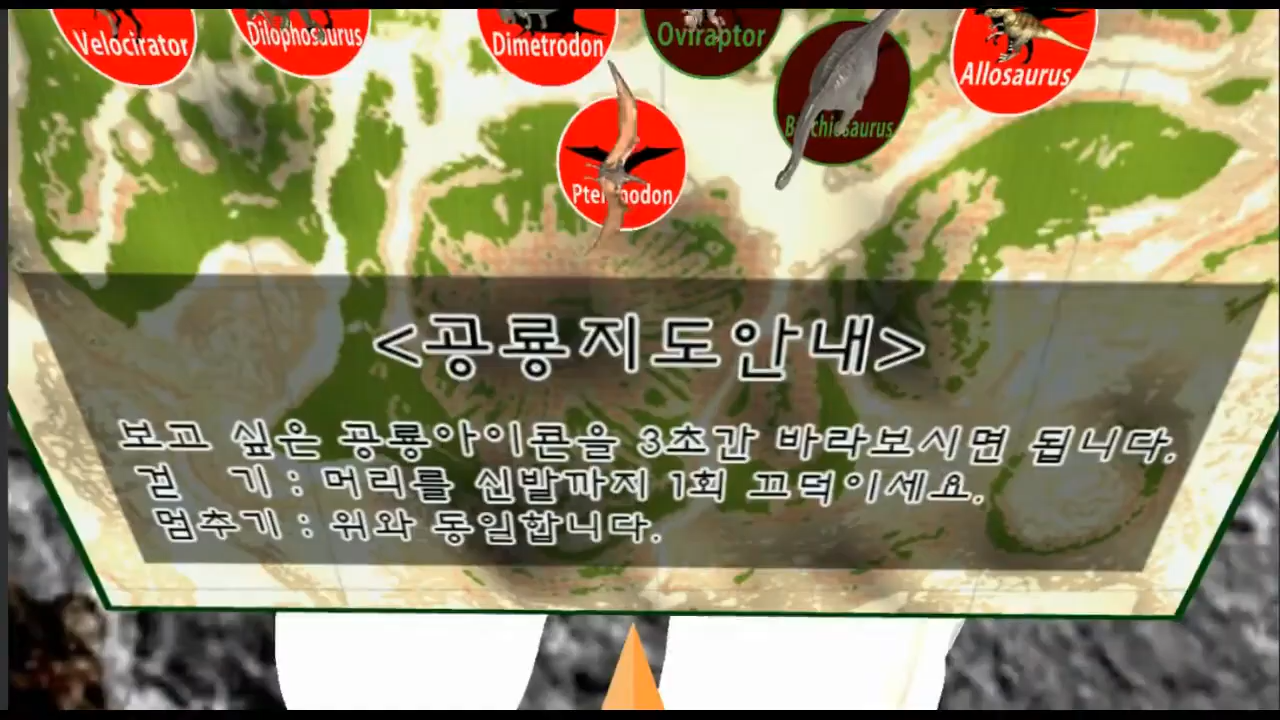 Velocirator
Dilophosaurus
Dimetrodon
Oviraptor
Allosaurus
<공룡지도안내>
보고 싶은 공룡아이콘을 3초간 바라보시면 됩니다.
걷 기 : 머리를 신발까지 1회 끄덕이세요.
멈추기 : 위와 동일합니다.